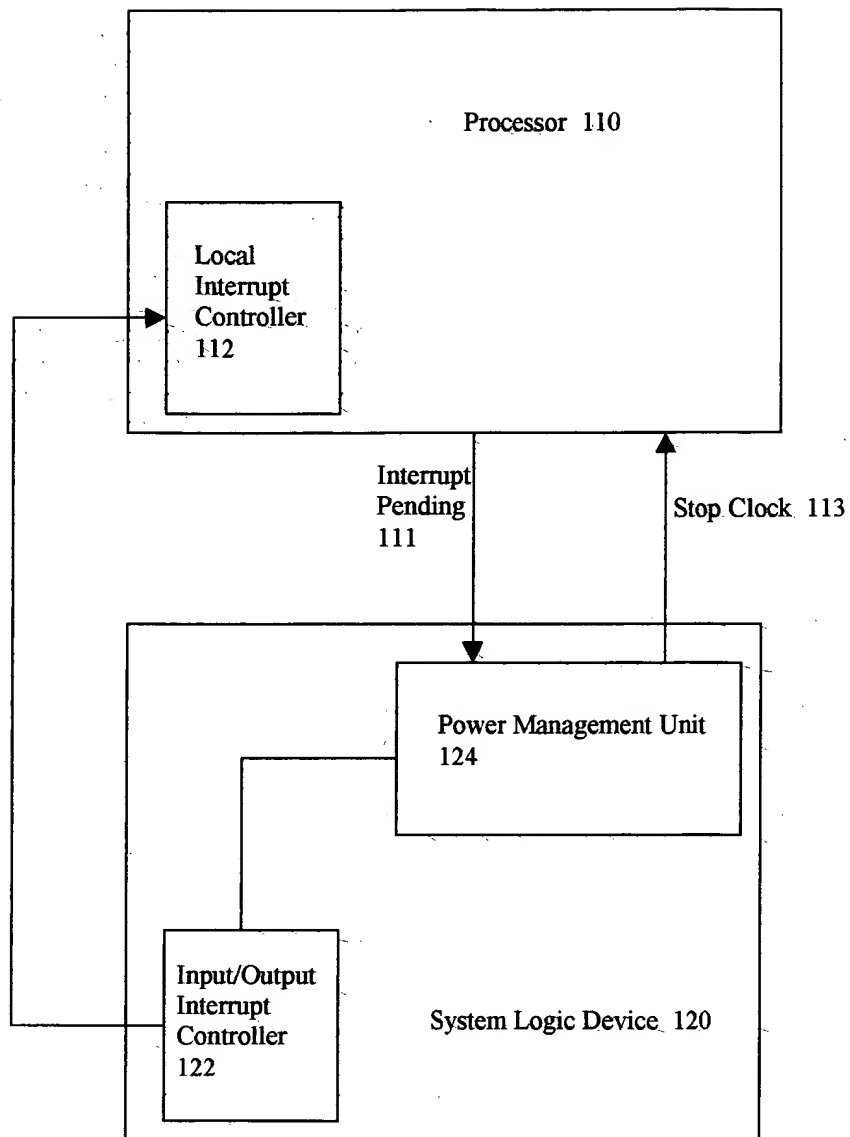 Processor 110
Local
Interrupt
Controller
112
Interrupt
Pending
111
Stop Clock 113
Power Management Unit
124
Input/Output
Interrupt
Controller
122
System Logic Device 120